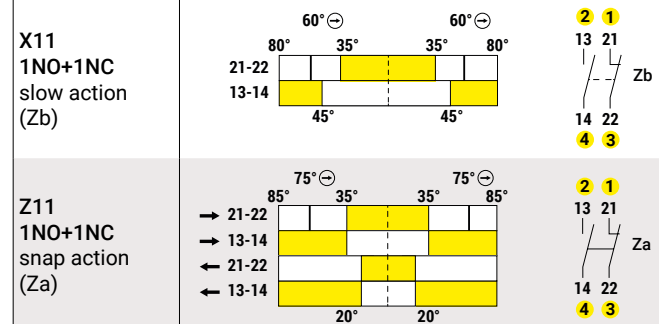 X11
1NO+1NC
slow action
(Zb)
60° 60°
80° 35° 35° 80°
21-22
13-14
45° 45°
2 1
13 21
Zb
14 22
4 3
Z11
1NO+1NC
snap action
(Za)
75° 75°
85° 35° 35° 85°
→ 21-22
→ 13-14
← 21-22
← 13-14
20° 20°
2 1
13 21
Za
14 22
4 3